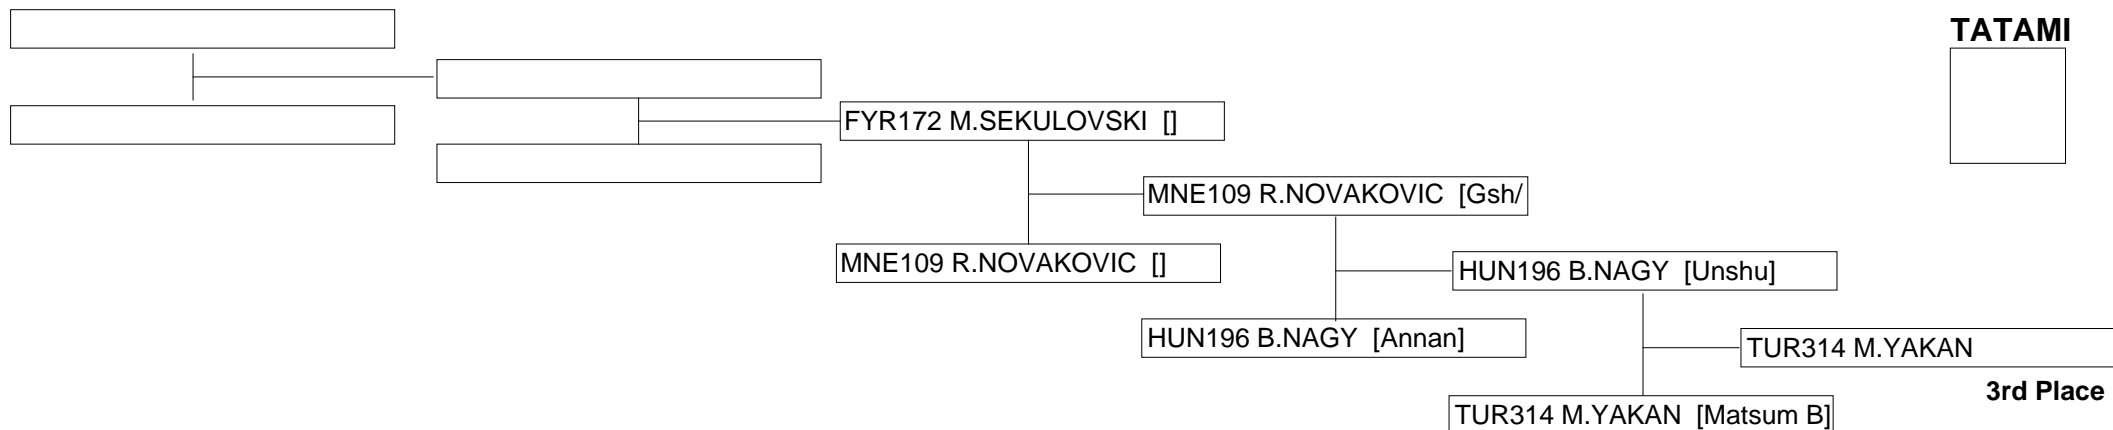 TATAMI
FYR172 M.SEKULOVSKI []
MNE109 R.NOVAKOVIC [Gsh/
MNE109 R.NOVAKOVIC []
HUN196 B.NAGY [Unshu]
HUN196 B.NAGY [Annan]
TUR314 M.YAKAN
3rd Place
TUR314 M.YAKAN [Matsum B]